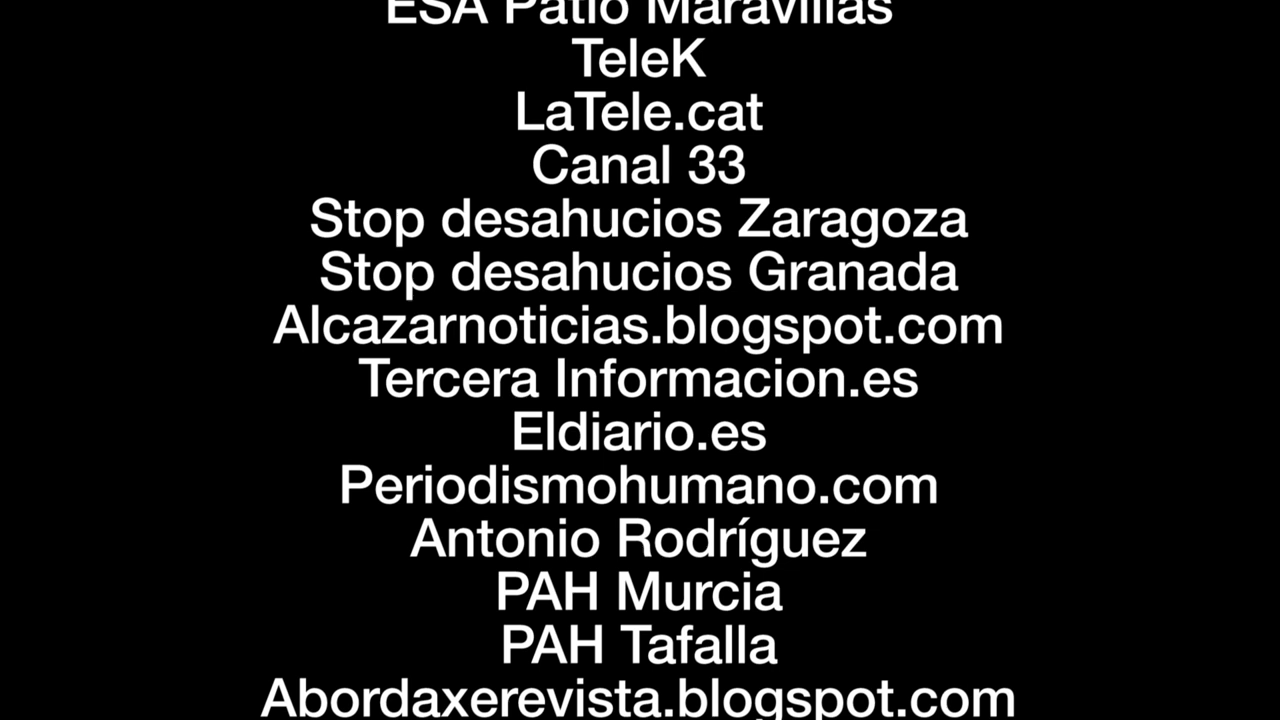 ESA Patio Maravillas
TeleK
LaTele.cat
Canal 33
Stop desahucios Zaragoza
Stop desahucios Granada
Alcazarnoticias.blogspot.com
Tercera Informacion.es
Eldiario.es
Periodismohumano.com
Antonio Rodríguez
PAH Murcia
PAH Tafalla
Abordaxerevista.blogspot.com